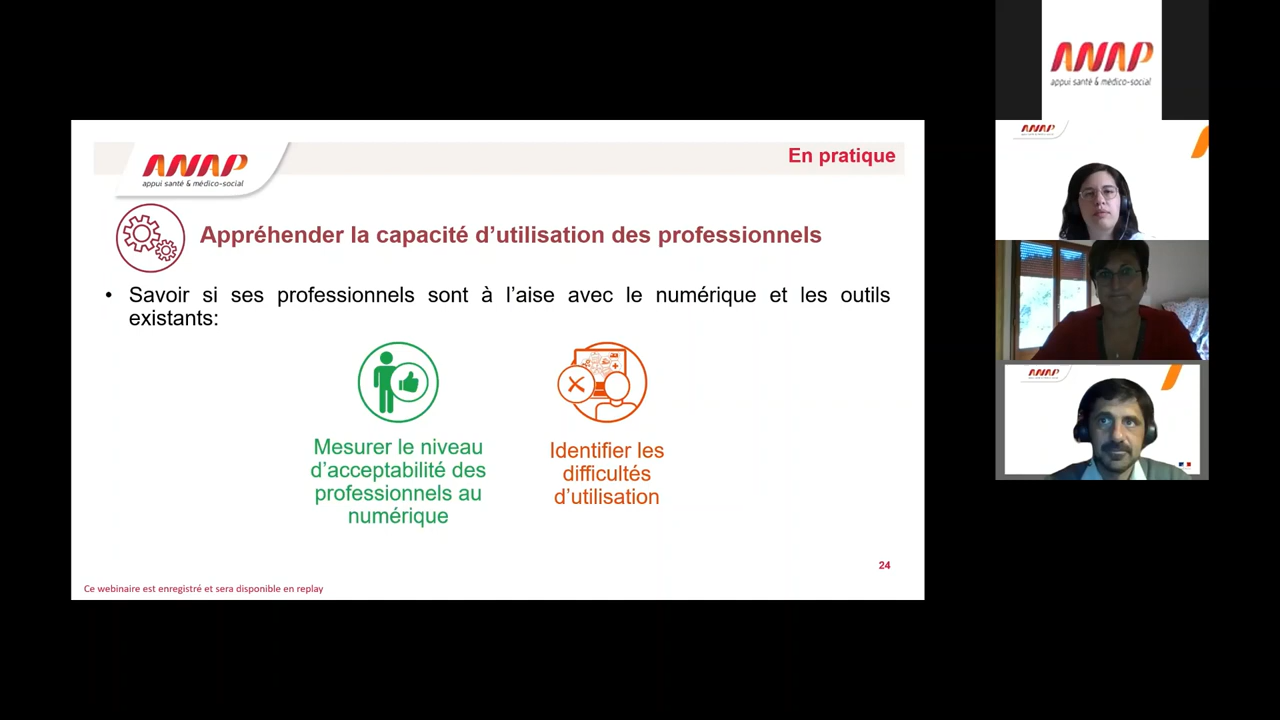 ANAP
appui santé & médico-social
En pratique
Appréhender la capacité d'utilisation des professionnels
• Savoir si ses professionnels sont à l'aise avec le numérique et les outils
existants:
Mesurer le niveau
d'acceptabilité des
professionnels au
numérique
Identifier les
difficultés
d'utilisation
24
Ce webinaire est enregistré et sera disponible en replay
ANAP
appui santé & médico-social
ANAP
ANAP